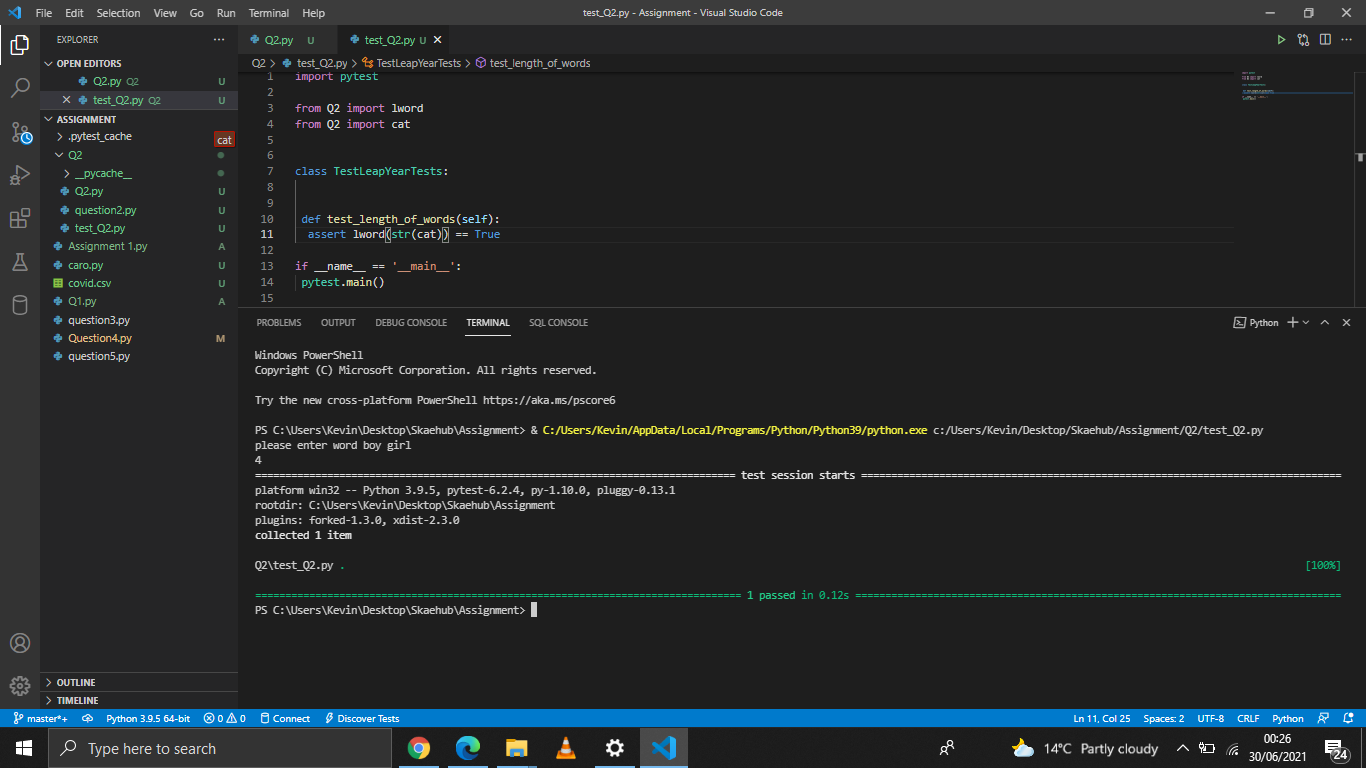 File Edit Selection View Go Run Terminal Help test_Q2.py - Assignment - Visual Studio Code
EXPLORER
OPEN EDITORS
Q2.py Q2 U
test_Q2.py Q2 U
ASSIGNMENT
.pytest_cache
cat
Q2
__pycache__
Q2.py U
question2.py U
test_Q2.py U
Assignment 1.py A
caro.py U
covid.csv U
Q1.py A
question3.py
Question4.py M
question5.py
OUTLINE
TIMELINE
Q2.py U test_Q2.py U
Q2 > test_Q2.py > TestLeapYearTests > test_length_of_words
1 import pytest
2
3 from Q2 import lword
4 from Q2 import cat
5
6
7 class TestLeapYearTests:
8
9
10 def test_length_of_words(self):
11 assert lword(str(cat)) == True
12
13 if __name__ == '__main__':
14 pytest.main()
15
PROBLEMS OUTPUT DEBUG CONSOLE TERMINAL SQL CONSOLE Python
Windows PowerShell
Copyright (C) Microsoft Corporation. All rights reserved.
Try the new cross-platform PowerShell https://aka.ms/pscore6
PS C:\Users\Kevin\Desktop\Skaehub\Assignment> & C:/Users/Kevin/AppData/Local/Programs/Python/Python39/python.exe c:/Users/Kevin/Desktop/Skaehub/Assignment/Q2/test_Q2.py
please enter word boy girl
4
================================================================================ test session starts ================================================================================
platform win32 -- Python 3.9.5, pytest-6.2.4, py-1.10.0, pluggy-0.13.1
rootdir: C:\Users\Kevin\Desktop\Skaehub\Assignment
plugins: forked-1.3.0, xdist-2.3.0
collected 1 item
Q2\test_Q2.py . [100%]
================================================================================= 1 passed in 0.12s =================================================================================
PS C:\Users\Kevin\Desktop\Skaehub\Assignment>
master*+ Python 3.9.5 64-bit 0 0 Connect Discover Tests Ln 11, Col 25 Spaces: 2 UTF-8 CRLF Python
Type here to search 14°C Partly cloudy 00:26
30/06/2021 24